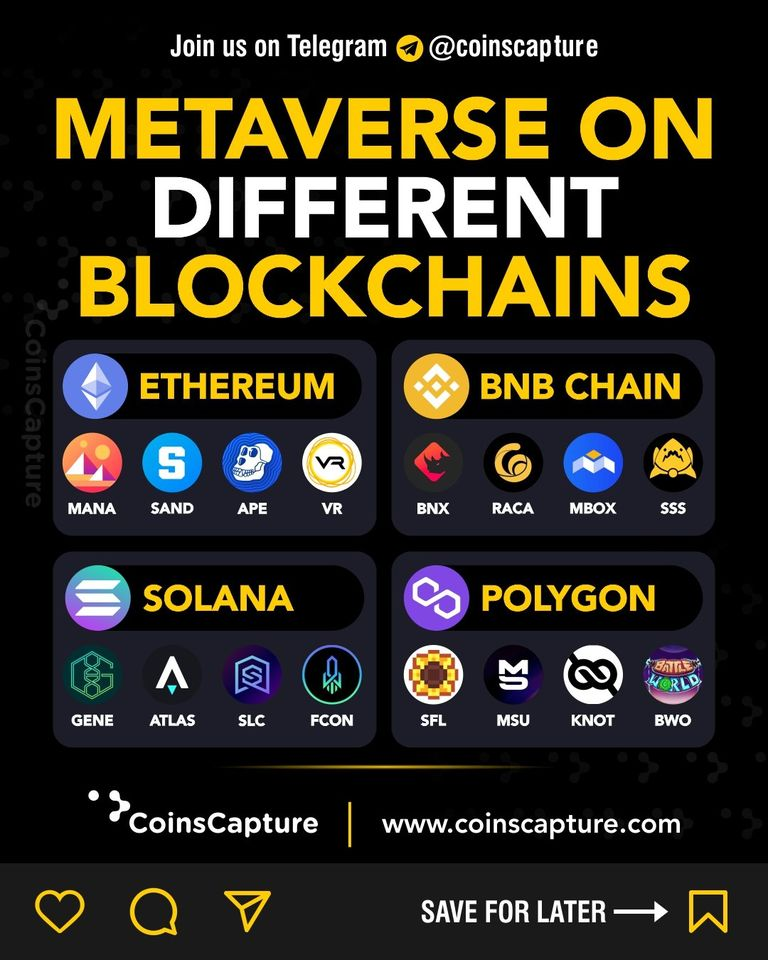 Join us on Telegram @coinscapture
METAVERSE ON
DIFFERENT
BLOCKCHAINS
CoinsCapture
ETHEREUM
MANA SAND APE VR
BNB CHAIN
BNX RACA MBOX SSS
SOLANA
GENE ATLAS SLC FCON
POLYGON
BATTLE
WORLD
SFL MSU KNOT BWO
CoinsCapture www.coinscapture.com
SAVE FOR LATER